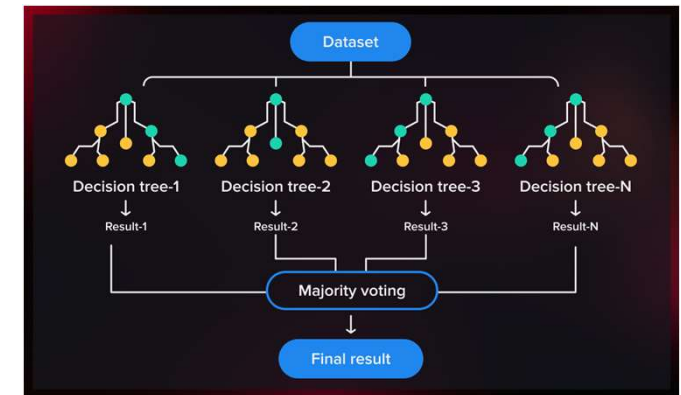 Dataset
Decision tree-1
Decision tree-2
Decision tree-3
Decision tree-N
Result-1
Result-2
Result-3
Result-N
Majority voting
Final result